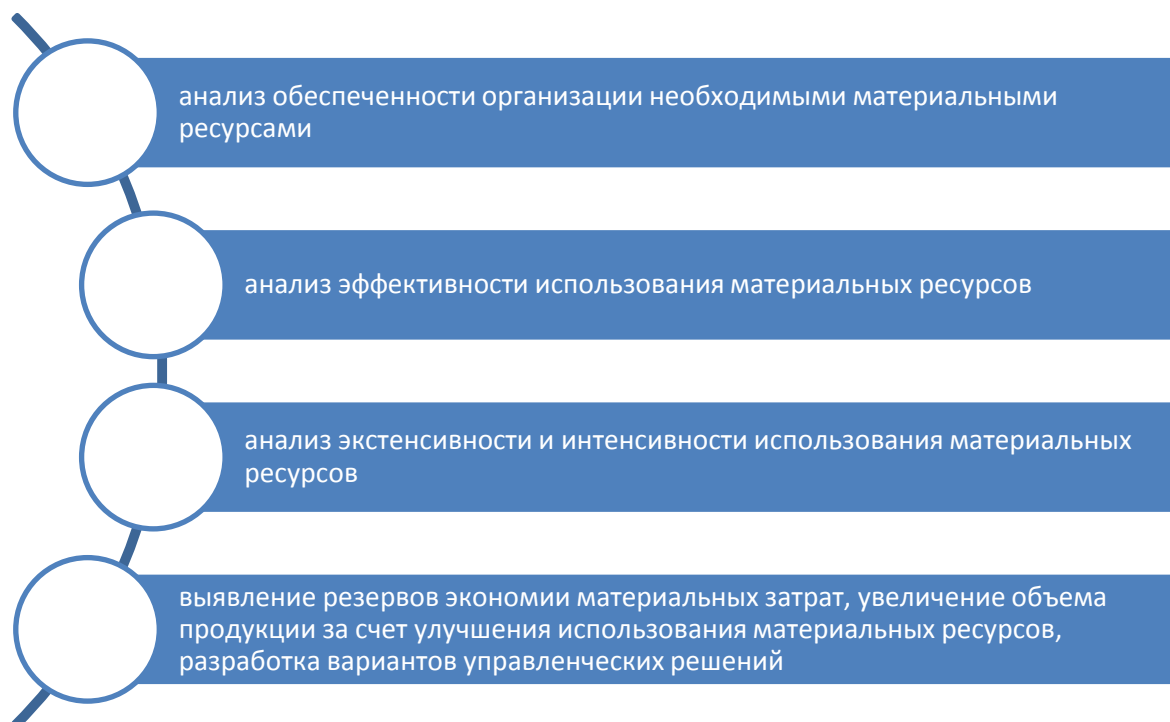 анализ обеспеченности организации необходимыми материальными
ресурсами
анализ эффективности использования материальных ресурсов
анализ экстенсивности и интенсивности использования материальных
ресурсов
выявление резервов экономии материальных затрат, увеличение объема
продукции за счет улучшения использования материальных ресурсов,
разработка вариантов управленческих решений